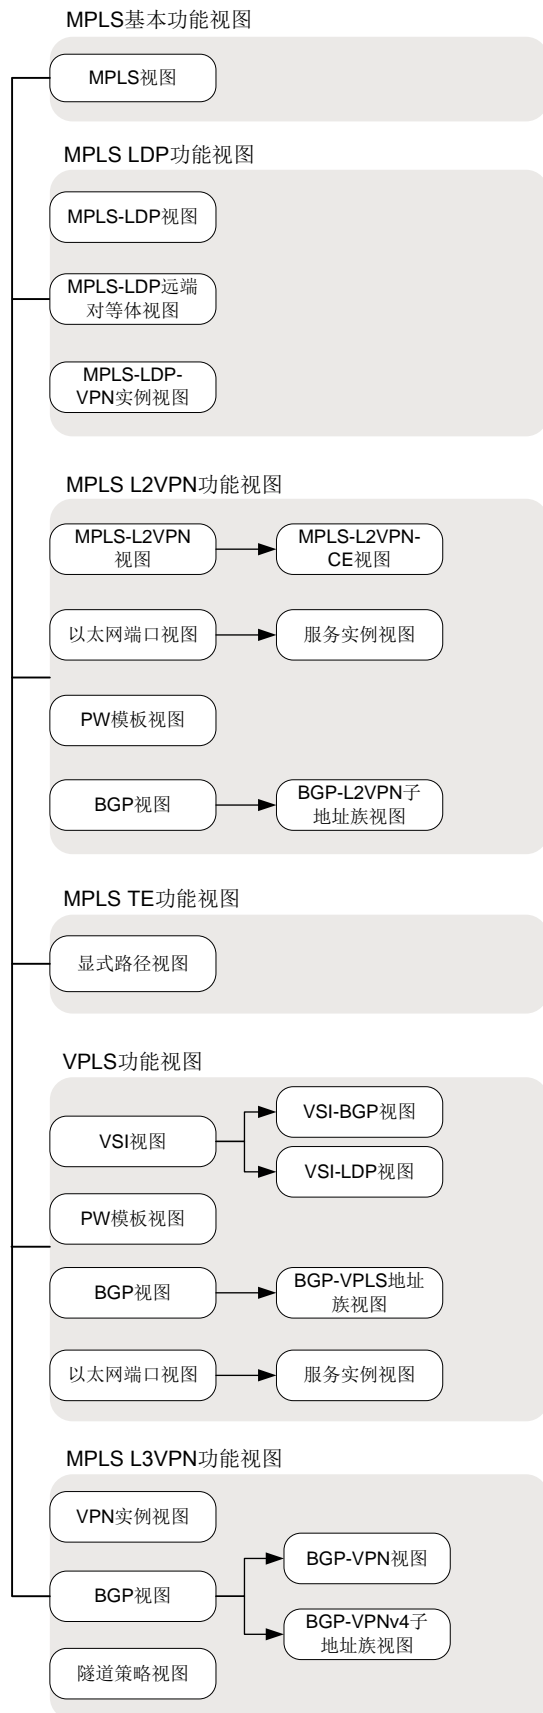 MPLS基本功能视图
MPLS视图
MPLS LDP功能视图
MPLS-LDP视图
MPLS-LDP远端
对等体视图
MPLS-LDP-
VPN实例视图
MPLS L2VPN功能视图
MPLS-L2VPN
视图
MPLS-L2VPN-
CE视图
以太网端口视图
服务实例视图
PW模板视图
BGP视图
BGP-L2VPN子
地址族视图
MPLS TE功能视图
显式路径视图
VPLS功能视图
VSI视图
VSI-BGP视图
VSI-LDP视图
PW模板视图
BGP视图
BGP-VPLS地址
族视图
以太网端口视图
服务实例视图
MPLS L3VPN功能视图
VPN实例视图
BGP视图
BGP-VPN视图
BGP-VPNv4子
地址族视图
隧道策略视图